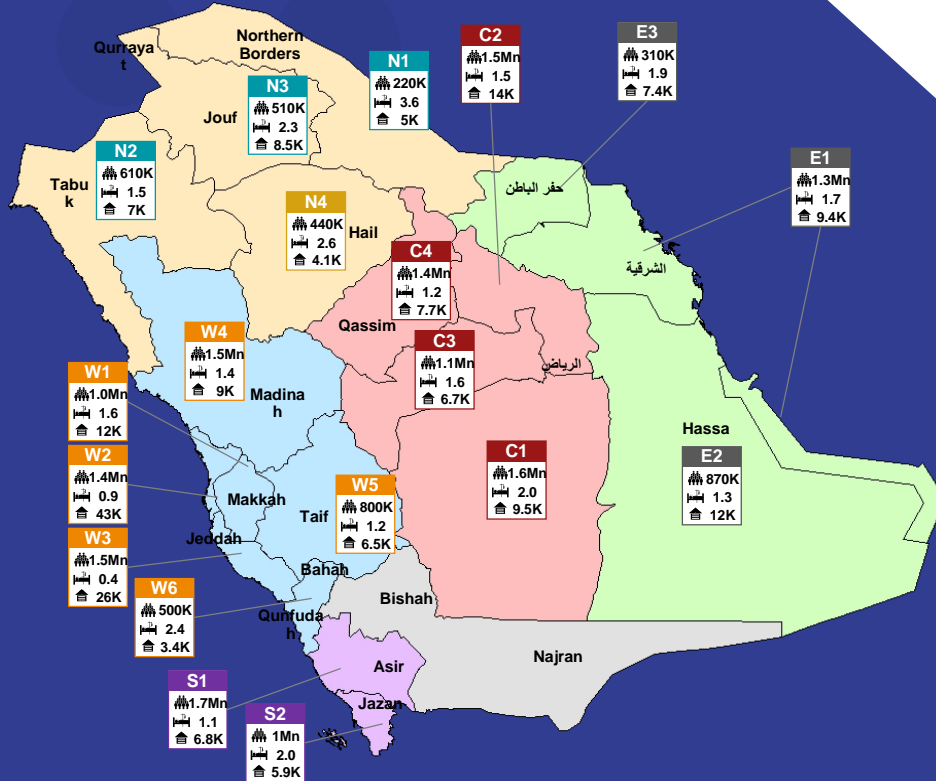 Qurraya
t
Northern
Borders
N1
220K
3.6
5K
C2
1.5Mn
1.5
14K
E3
310K
1.9
7.4K
N3
510K
2.3
8.5K
Jouf
N2
610K
1.5
7K
Tabu
k
E1
1.3Mn
1.7
9.4K
حفر الباطن
N4
440K
2.6
4.1K
Hail
C4
1.4Mn
1.2
7.7K
الشرقية
Qassim
W4
1.5Mn
1.4
9K
C3
1.1Mn
1.6
6.7K
الرياض
W1
1.0Mn
1.6
12K
Madina
h
Hassa
C1
1.6Mn
2.0
9.5K
E2
870K
1.3
12K
W2
1.4Mn
0.9
43K
Makkah
Taif
W5
800K
1.2
6.5K
W3
1.5Mn
0.4
26K
Jeddah
Bahah
W6
500K
2.4
3.4K
Bishah
Qunfuda
h
Najran
Asir
S1
1.7Mn
1.1
6.8K
Jazan
S2
1Mn
2.0
5.9K